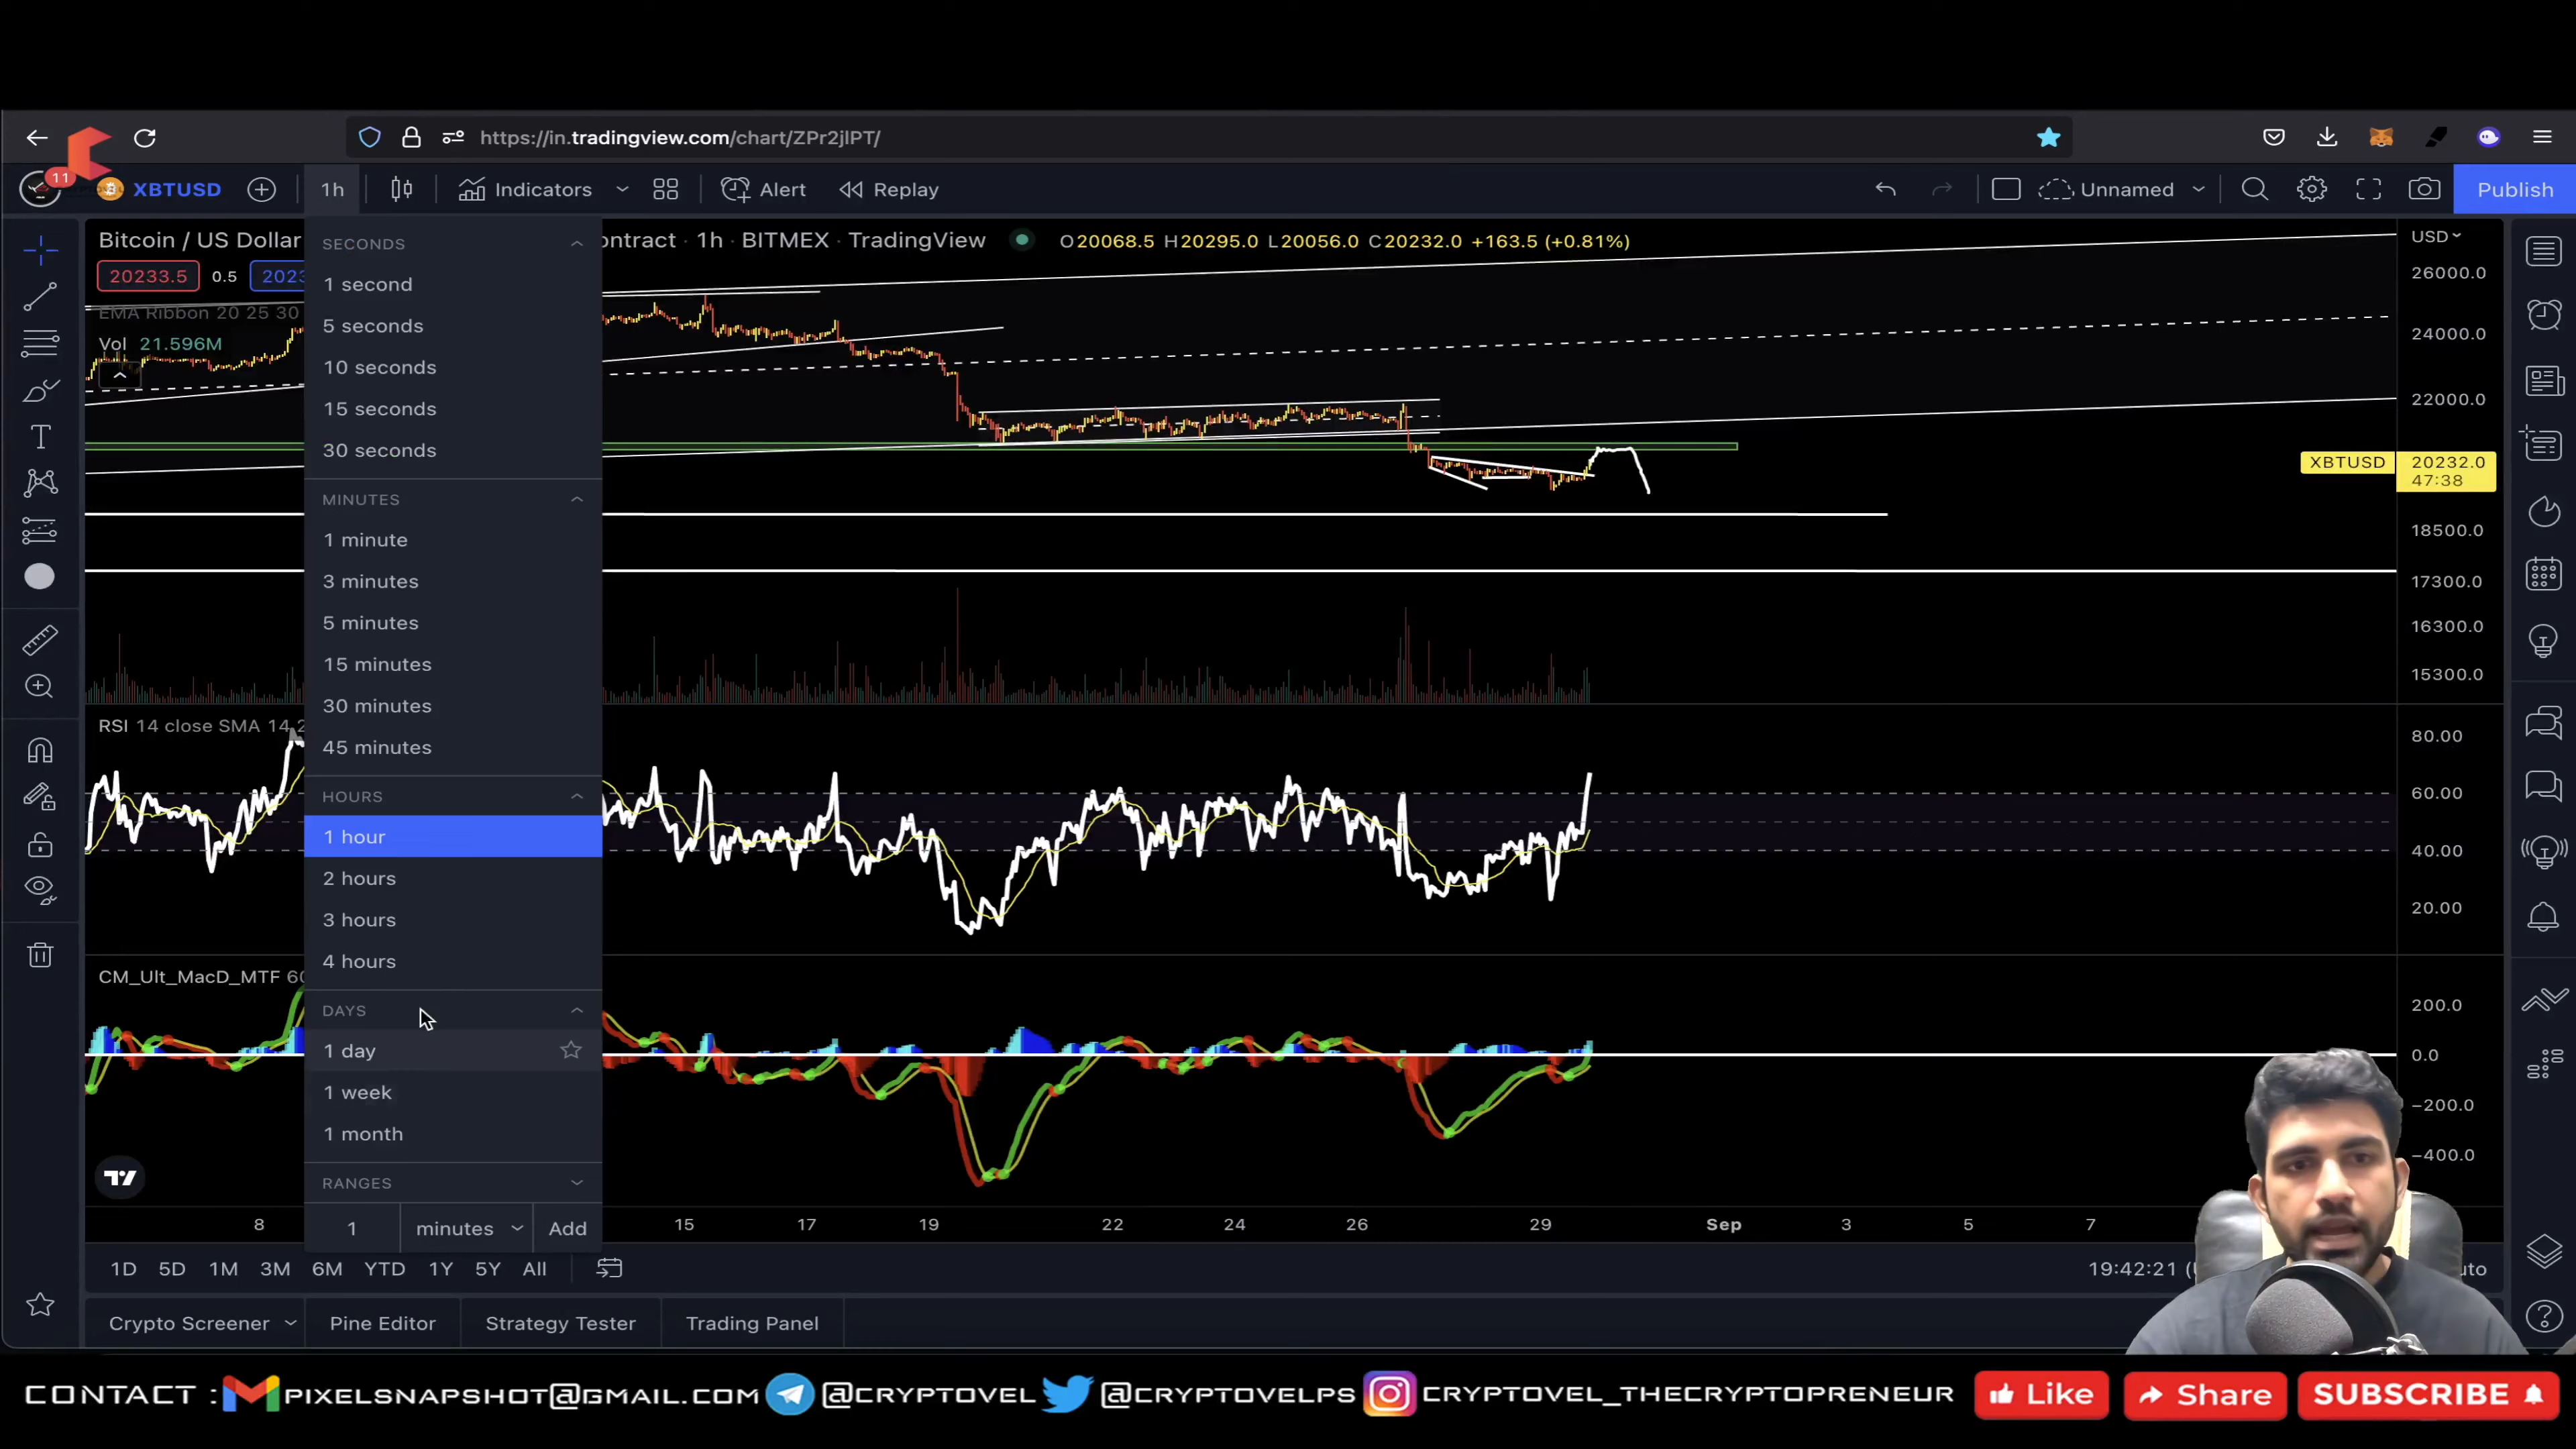 https://in.tradingview.com/chart/ZPr2jlPT/
11
XBTUSD
1h
Indicators
Alert
Replay
Unnamed
Publish
Bitcoin / US Dollar
ontract · 1h · BITMEX · TradingView
O20068.5 H20295.0 L20056.0 C20232.0 +163.5 (+0.81%)
20233.5
0.5
2023
EMA Ribbon 20 25 30
Vol 21.596M
SECONDS
1 second
5 seconds
10 seconds
15 seconds
30 seconds
MINUTES
1 minute
3 minutes
5 minutes
15 minutes
30 minutes
45 minutes
HOURS
1 hour
2 hours
3 hours
4 hours
DAYS
1 day
1 week
1 month
RANGES
1
minutes
Add
USD
26000.0
24000.0
22000.0
XBTUSD
20232.0
47:38
18500.0
17300.0
16300.0
15300.0
RSI 14 close SMA 14 2
80.00
60.00
40.00
20.00
CM_Ult_MacD_MTF 60
200.0
0.0
−200.0
−400.0
8
15
17
19
22
24
26
29
Sep
3
5
7
1D 5D 1M 3M 6M YTD 1Y 5Y All
19:42:21 (
uto
Crypto Screener
Pine Editor
Strategy Tester
Trading Panel
CONTACT : PIXELSNAPSHOT@GMAIL.COM @CRYPTOVEL @CRYPTOVELPS CRYPTOVEL_THECRYPTOPRENEUR
Like
Share
SUBSCRIBE